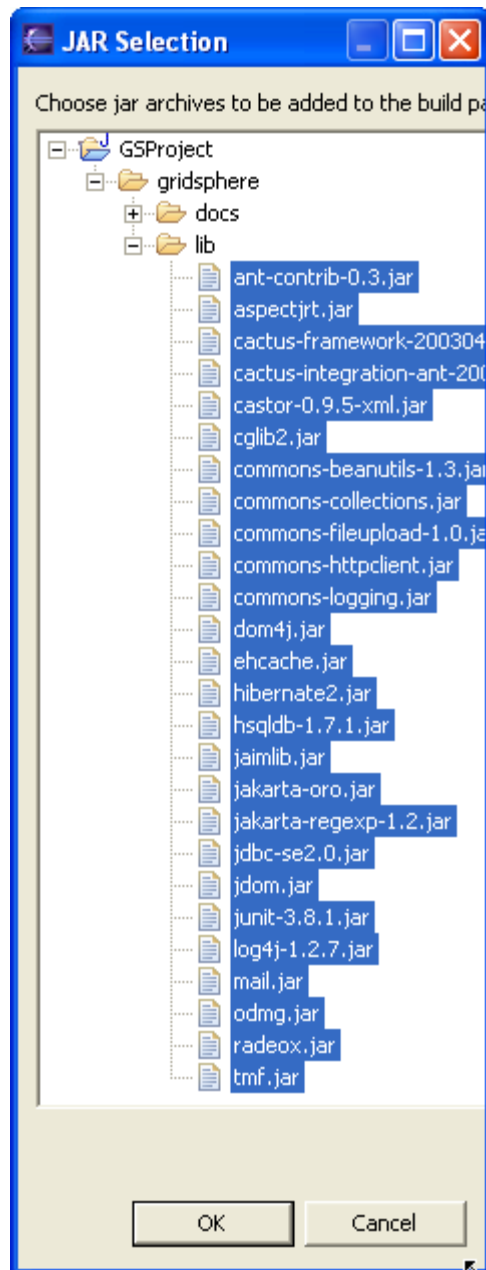 JAR Selection
Choose jar archives to be added to the build pa
GSProject
gridsphere
docs
lib
ant-contrib-0.3.jar
aspectjrt.jar
cactus-framework-200304
cactus-integration-ant-200
castor-0.9.5-xml.jar
cglib2.jar
commons-beanutils-1.3.jar
commons-collections.jar
commons-fileupload-1.0.ja
commons-httpclient.jar
commons-logging.jar
dom4j.jar
ehcache.jar
hibernate2.jar
hsqldb-1.7.1.jar
jaimlib.jar
jakarta-oro.jar
jakarta-regexp-1.2.jar
jdbc-se2.0.jar
jdom.jar
junit-3.8.1.jar
log4j-1.2.7.jar
mail.jar
odmg.jar
radeox.jar
tmf.jar
OK Cancel